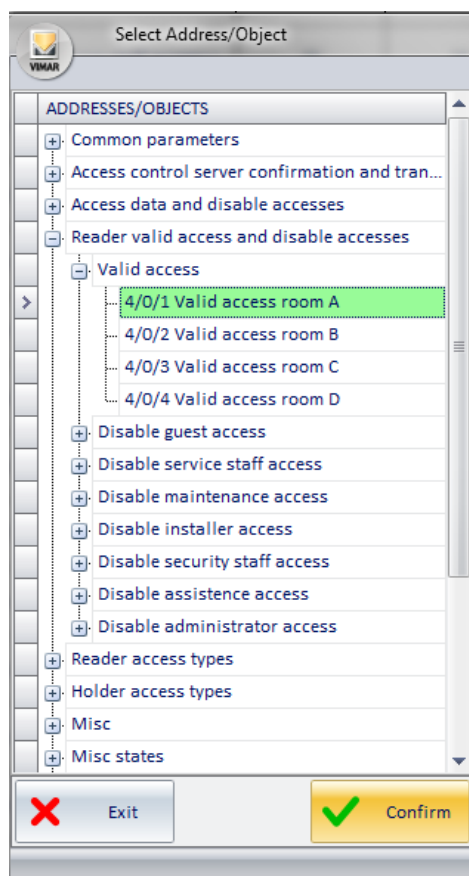 Select Address/Object
VIMAR
ADDRESSES/OBJECTS
Common parameters
Access control server confirmation and tran...
Access data and disable accesses
Reader valid access and disable accesses
Valid access
4/0/1 Valid access room A
4/0/2 Valid access room B
4/0/3 Valid access room C
4/0/4 Valid access room D
Disable guest access
Disable service staff access
Disable maintenance access
Disable installer access
Disable security staff access
Disable assistence access
Disable administrator access
Reader access types
Holder access types
Misc
Misc states
Exit Confirm